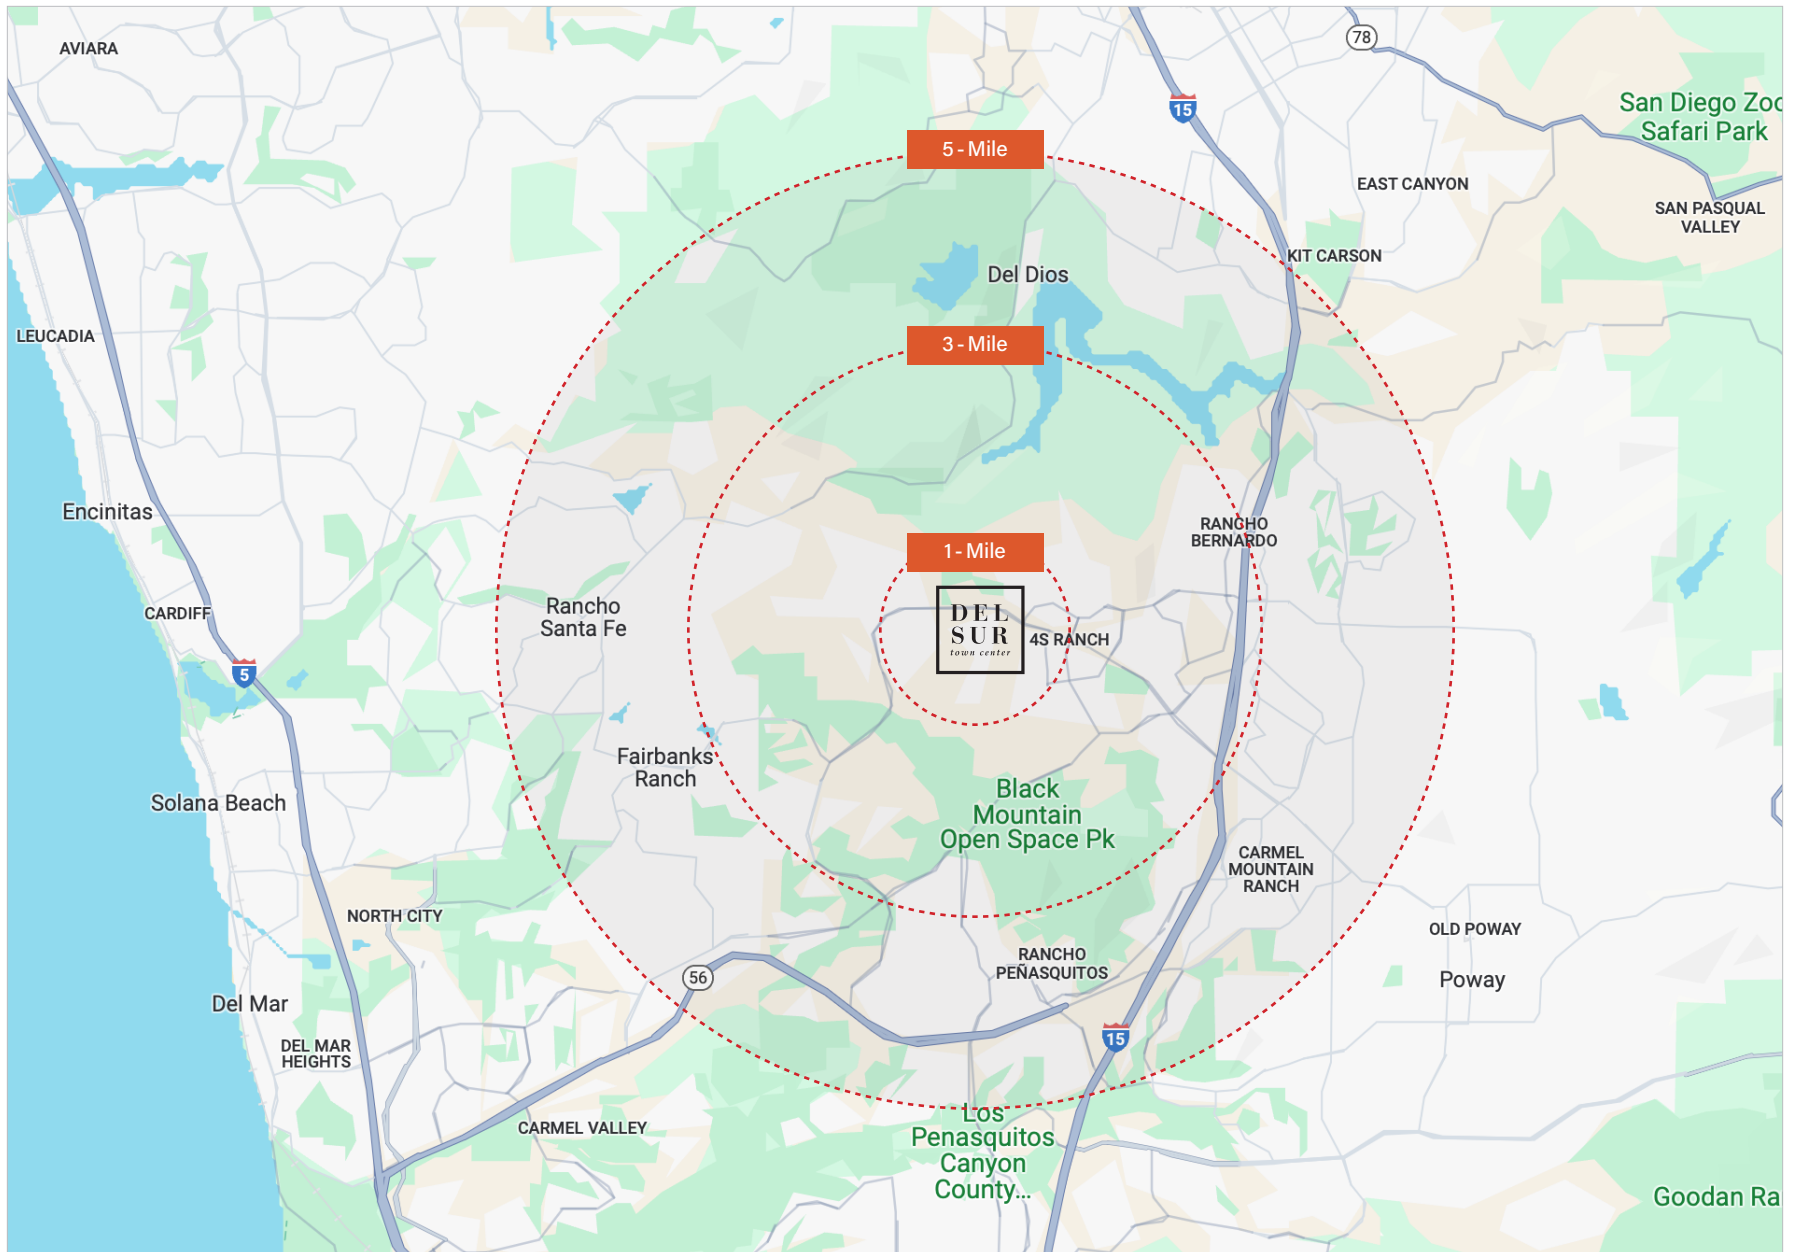 78
AVIARA
15
San Diego Zoo
Safari Park
5 - Mile
EAST CANYON
SAN PASQUAL
VALLEY
KIT CARSON
Del Dios
LEUCADIA
3 - Mile
Encinitas
RANCHO
BERNARDO
1 - Mile
CARDIFF
Rancho
Santa Fe
DEL
SUR
town center
4S RANCH
5
Fairbanks
Ranch
Solana Beach
Black
Mountain
Open Space Pk
CARMEL
MOUNTAIN
RANCH
NORTH CITY
OLD POWAY
RANCHO
PEÑASQUITOS
56
Poway
Del Mar
15
DEL MAR
HEIGHTS
CARMEL VALLEY
Los
Penasquitos
Canyon
County...
Goodan Ra